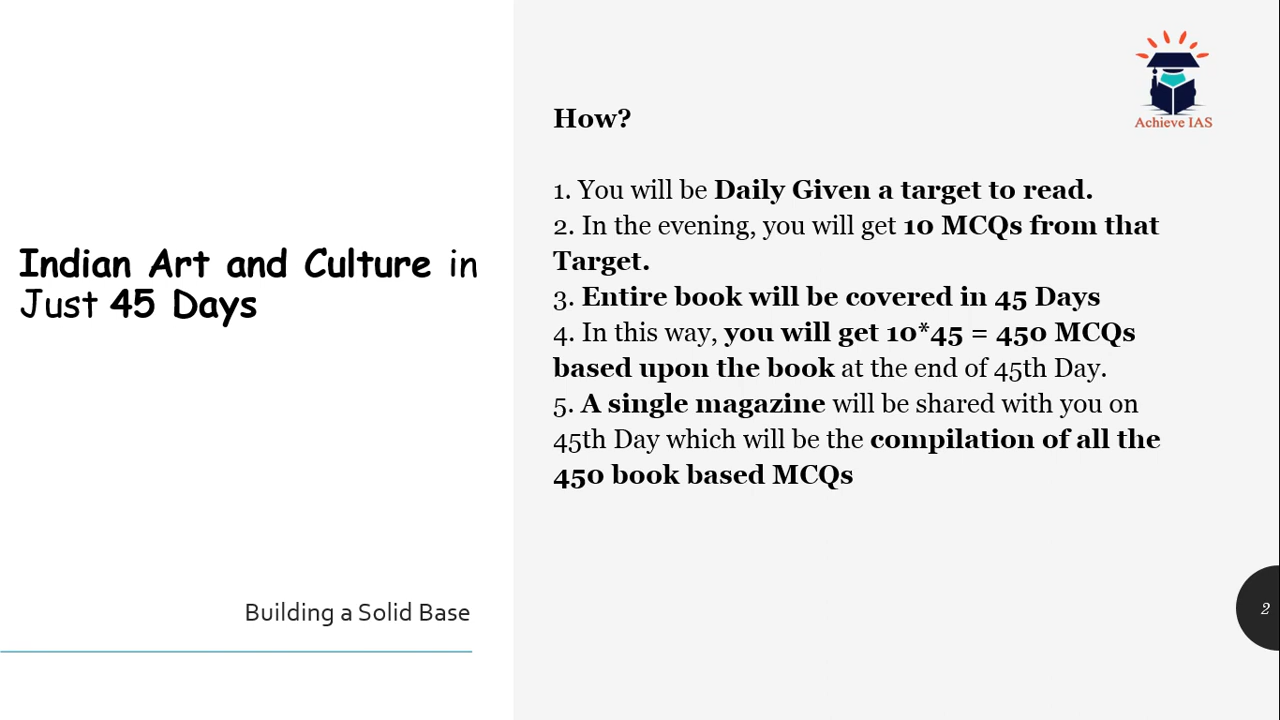 Indian Art and Culture in
Just 45 Days
Building a Solid Base
Achieve IAS
How?
1. You will be Daily Given a target to read.
2. In the evening, you will get 10 MCQs from that
Target.
3. Entire book will be covered in 45 Days
4. In this way, you will get 10*45 = 450 MCQs
based upon the book at the end of 45th Day.
5. A single magazine will be shared with you on
45th Day which will be the compilation of all the
450 book based MCQs
2